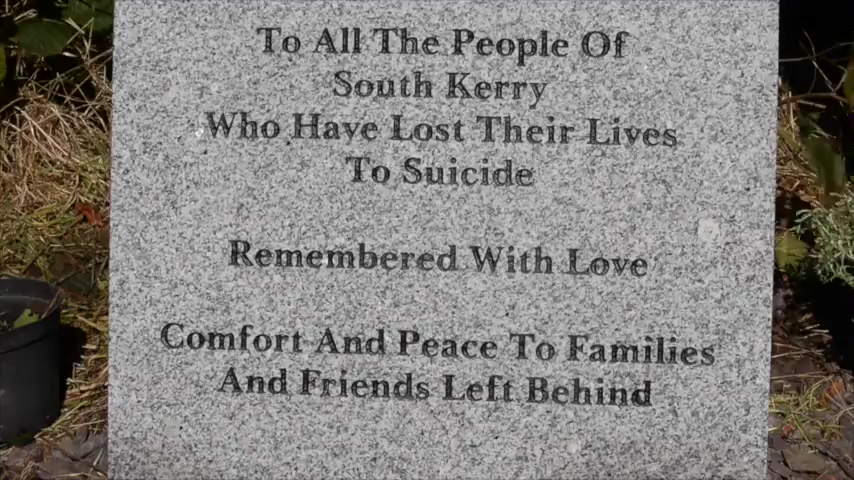 To All The People Of
South Kerry
Who Have Lost Their Lives
To Suicide
Remembered With Love
Comfort And Peace To Families
And Friends Left Behind